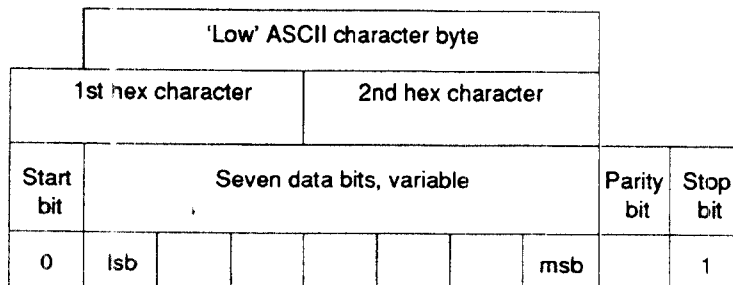 'Low' ASCII character byte
1st hex character 2nd hex character
Start bit Seven data bits, variable Parity bit Stop bit
0 lsb msb 1